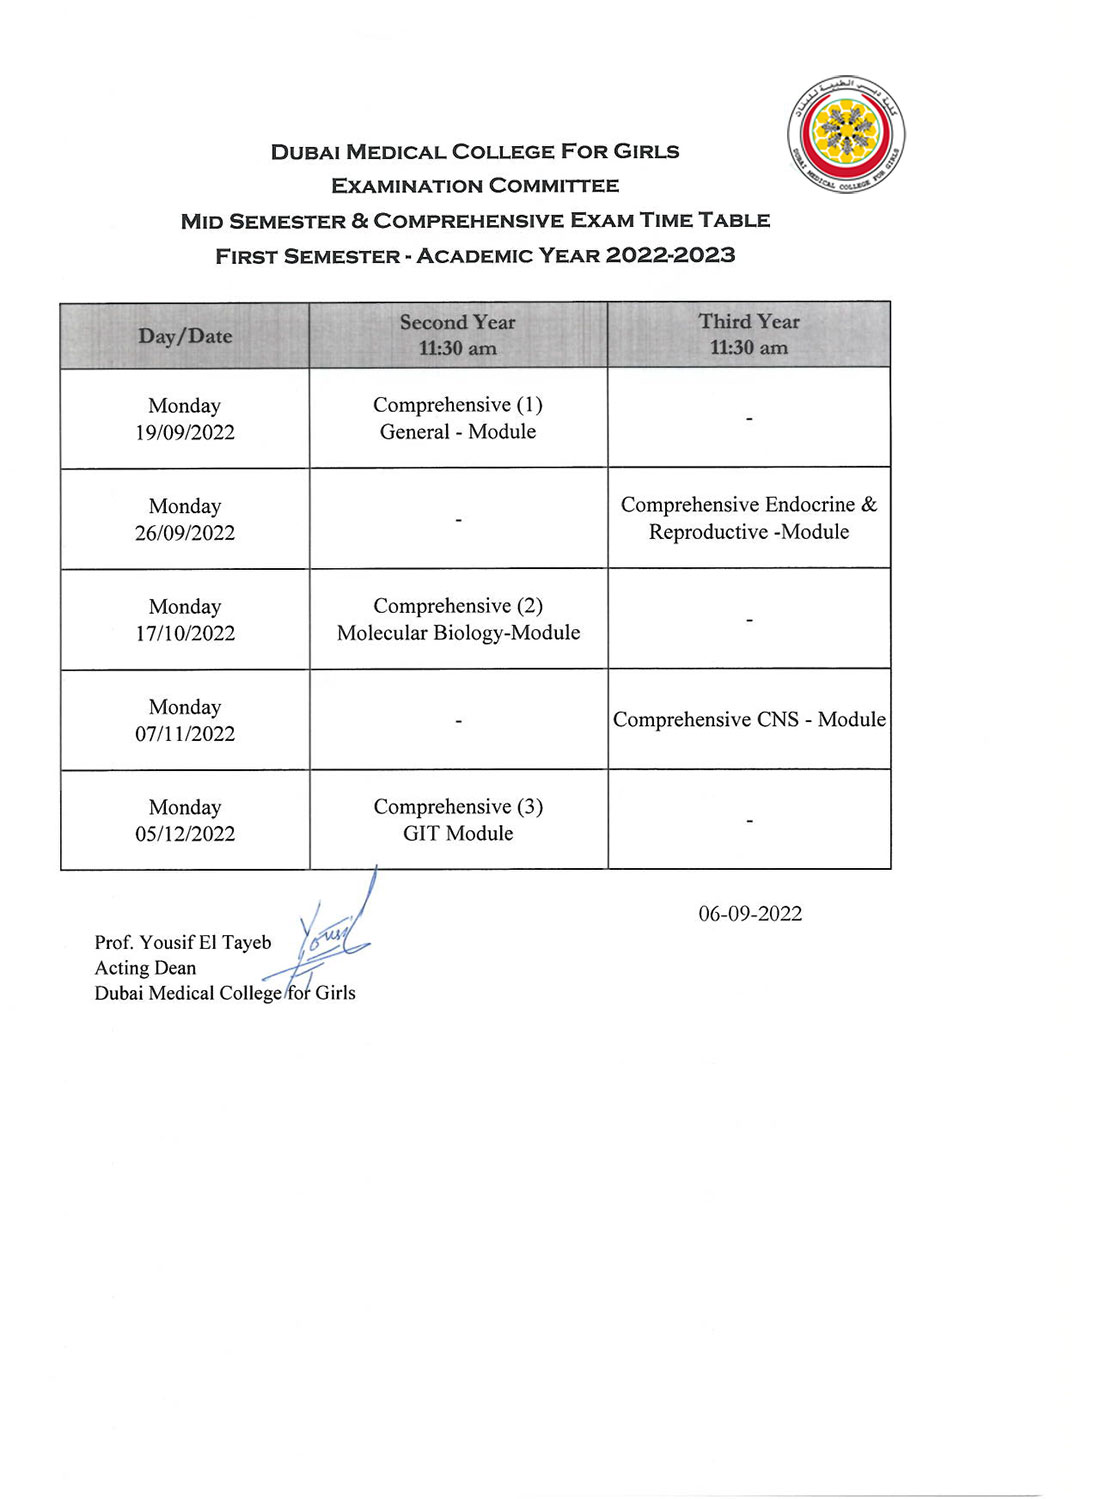 كلية دبي الطبية للبنات
DUBAI MEDICAL COLLEGE FOR GIRLS
DUBAI MEDICAL COLLEGE FOR GIRLS
EXAMINATION COMMITTEE
MID SEMESTER & COMPREHENSIVE EXAM TIME TABLE
FIRST SEMESTER - ACADEMIC YEAR 2022-2023
Day/Date
Second Year
11:30 am
Third Year
11:30 am
Monday
19/09/2022
Comprehensive (1)
General - Module
-
Monday
26/09/2022
-
Comprehensive Endocrine &
Reproductive -Module
Monday
17/10/2022
Comprehensive (2)
Molecular Biology-Module
-
Monday
07/11/2022
-
Comprehensive CNS - Module
Monday
05/12/2022
Comprehensive (3)
GIT Module
-
06-09-2022
Prof. Yousif El Tayeb
Yousif
Acting Dean
Dubai Medical College for Girls